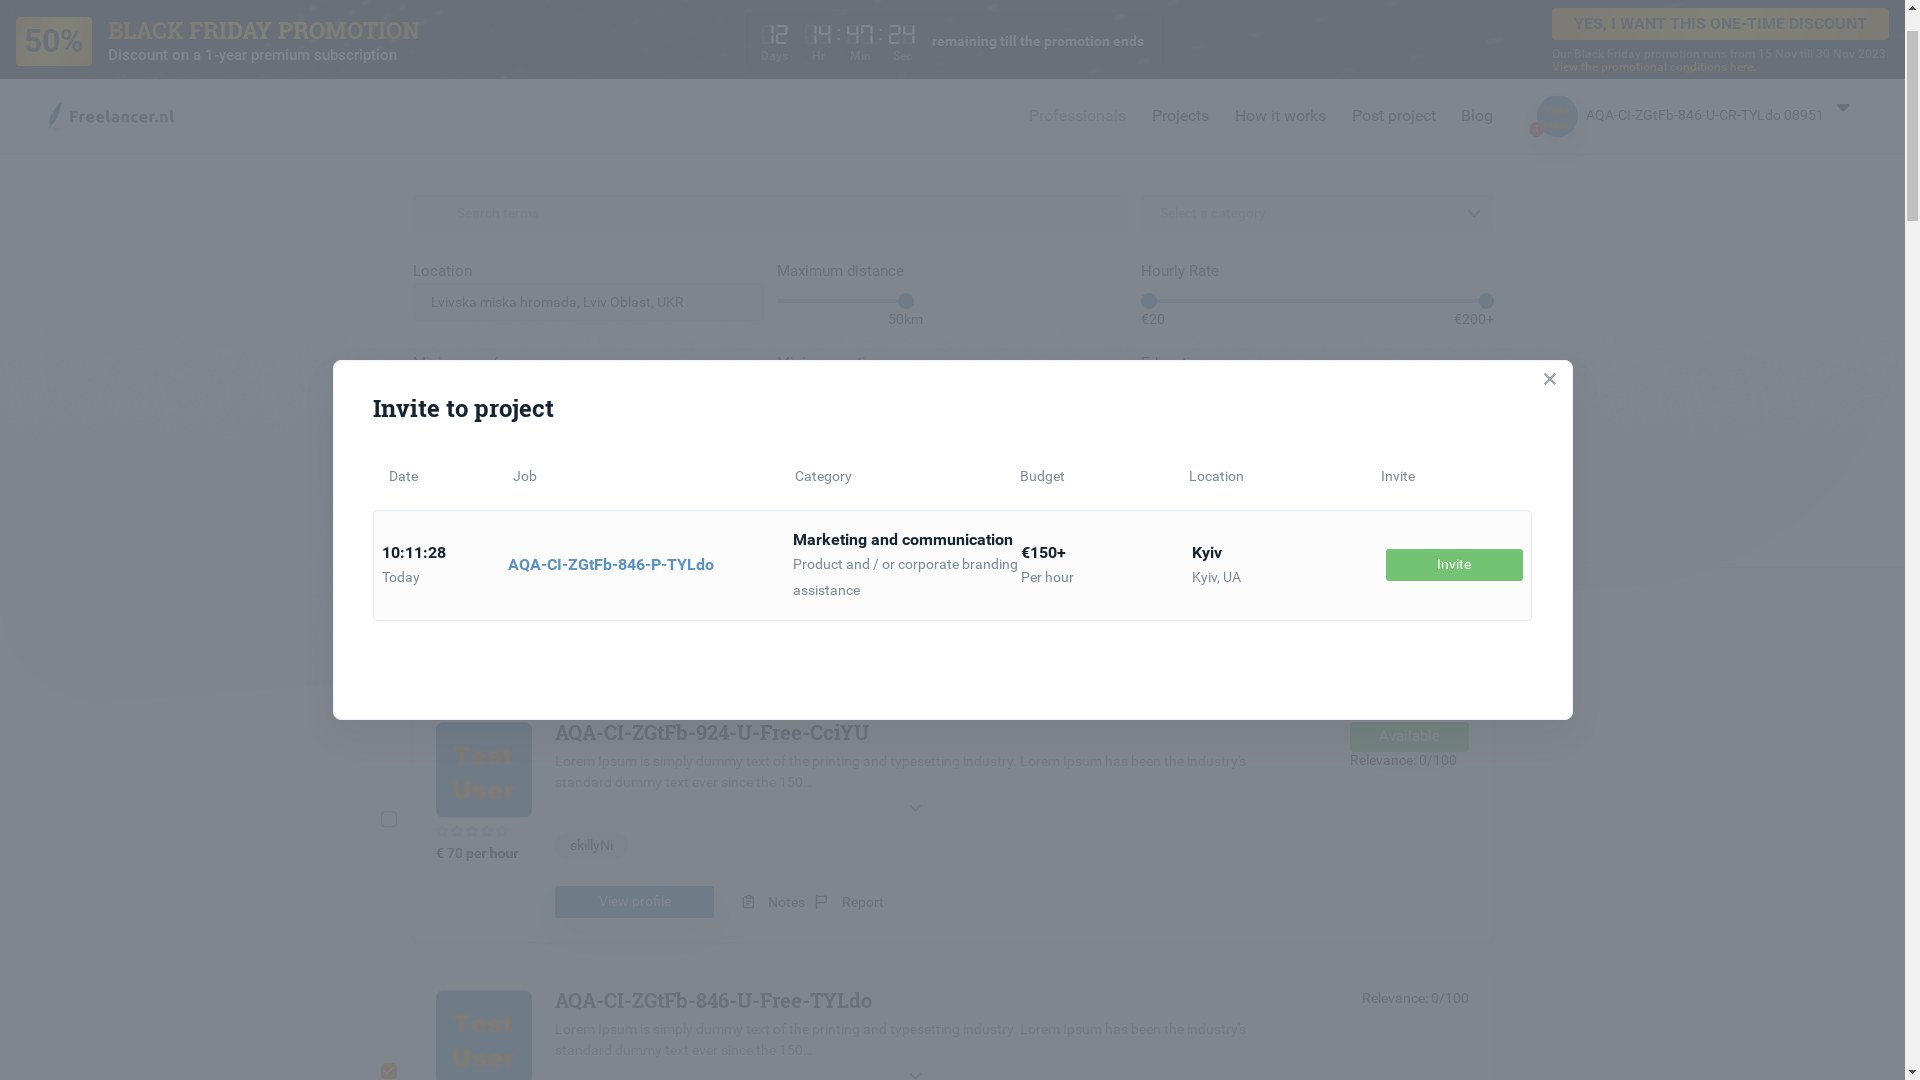 50%
BLACK FRIDAY PROMOTION
Discount on a 1-year premium subscription
12 14 : 47 : 24
Days Hr Min Sec
remaining till the promotion ends
YES, I WANT THIS ONE-TIME DISCOUNT
Our Black Friday promotion runs from 15 Nov till 30 Nov 2023.
View the promotional conditions here
Freelancer.nl
Professionals
Projects
How it works
Post project
Blog
AQA-CI-ZGtFb-846-U-CR-TYLdo 08951
Search terms
Select a category
Location
Maximum distance
Hourly Rate
Lvivska miska hromada, Lviv Oblast, UKR
50km
€20
€200+
Invite to project
Date
Job
Category
Budget
Location
Invite
10:11:28
Today
AQA-CI-ZGtFb-846-P-TYLdo
Marketing and communication
Product and / or corporate branding
assistance
€150+
Per hour
Kyiv
Kyiv, UA
Invite
Test
User
AQA-CI-ZGtFb-924-U-Free-CciYU
Available
Lorem Ipsum is simply dummy text of the printing and typesetting industry. Lorem Ipsum has been the industry's
standard dummy text ever since the 150...
Relevance: 0/100
skillyNi
€ 70 per hour
View profile
Notes
Report
Test
User
AQA-CI-ZGtFb-846-U-Free-TYLdo
Relevance: 0/100
Lorem Ipsum is simply dummy text of the printing and typesetting industry. Lorem Ipsum has been the industry's
standard dummy text ever since the 150...